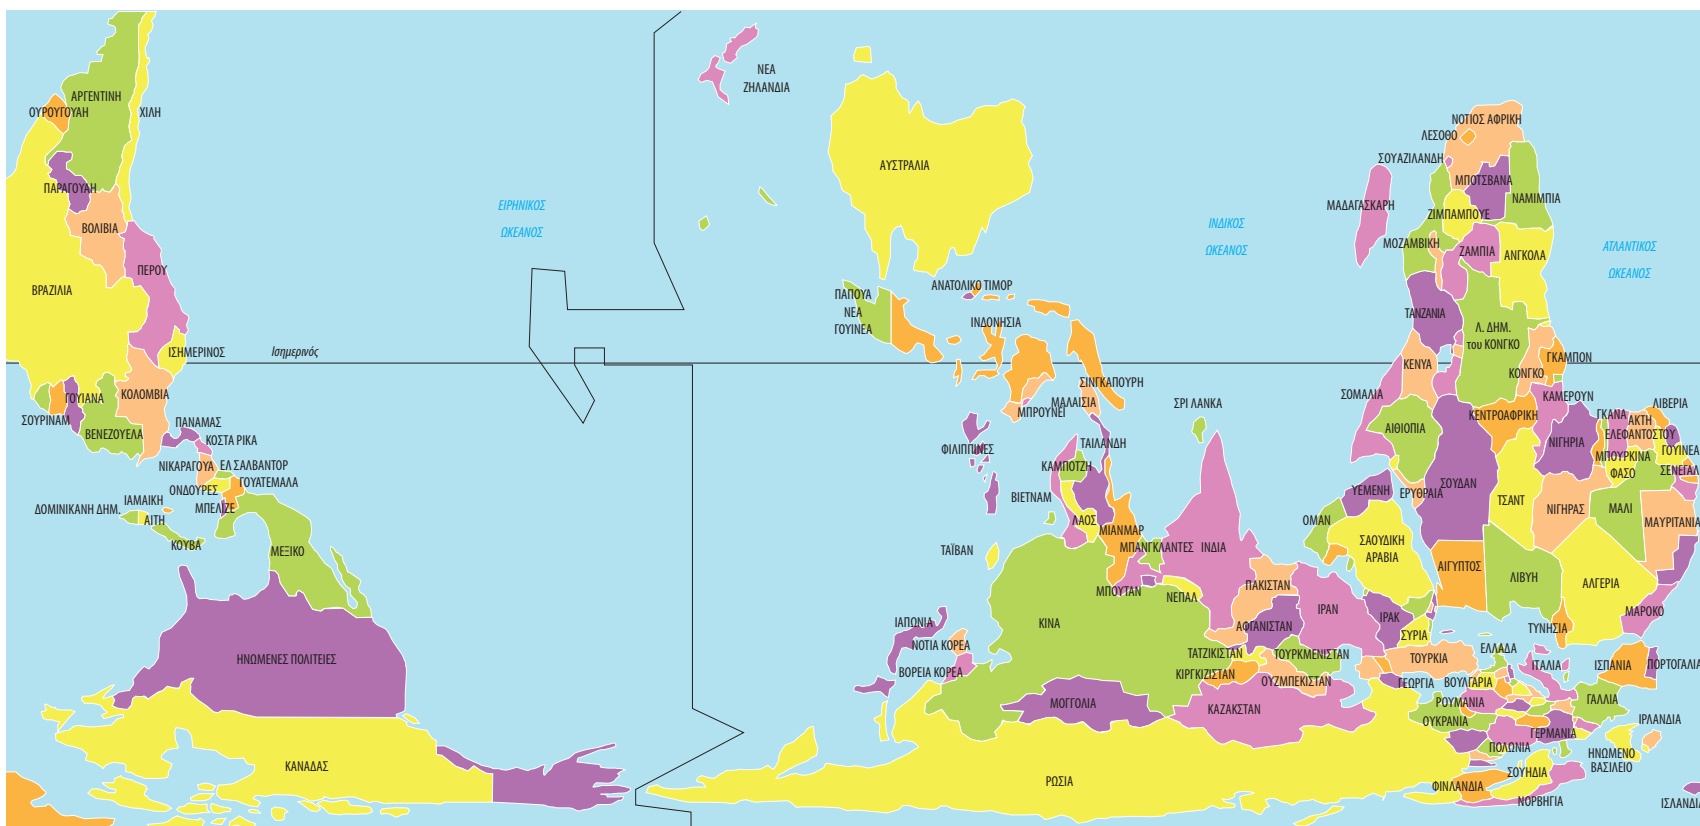 ΝΕΑ
ΖΗΛΑΝΔΙΑ
ΑΡΓΕΝΤΙΝΗ
ΟΥΡΟΥΓΟΥΑΗ
ΧΙΛΗ
ΝΟΤΙΟΣ ΑΦΡΙΚΗ
ΛΕΣΟΘΟ
ΣΟΥΑΖΙΛΑΝΔΗ
ΑΥΣΤΡΑΛΙΑ
ΜΠΟΤΣΒΑΝΑ
ΠΑΡΑΓΟΥΑΗ
ΝΑΜΙΜΠΙΑ
ΕΙΡΗΝΙΚΟΣ
ΩΚΕΑΝΟΣ
ΜΑΔΑΓΑΣΚΑΡΗ
ΖΙΜΠΑΜΠΟΥΕ
ΙΝΔΙΚΟΣ
ΩΚΕΑΝΟΣ
ΒΟΛΙΒΙΑ
ΜΟΖΑΜΒΙΚΗ
ΖΑΜΠΙΑ
ΑΝΓΚΟΛΑ
ΑΤΛΑΝΤΙΚΟΣ
ΩΚΕΑΝΟΣ
ΠΕΡΟΥ
ΒΡΑΖΙΛΙΑ
ΑΝΑΤΟΛΙΚΟ ΤΙΜΟΡ
ΠΑΠΟΥΑ
ΝΕΑ
ΓΟΥΙΝΕΑ
ΙΝΔΟΝΗΣΙΑ
ΤΑΝΖΑΝΙΑ
Λ. ΔΗΜ.
του ΚΟΝΓΚΟ
ΙΣΗΜΕΡΙΝΟΣ
Ισημερινός
ΚΕΝΥΑ
ΓΚΑΜΠΟΝ
ΚΟΝΓΚΟ
ΣΙΝΓΚΑΠΟΥΡΗ
ΜΑΛΑΙΣΙΑ
ΜΠΡΟΥΝΕΪ
ΣΡΙ ΛΑΝΚΑ
ΣΟΜΑΛΙΑ
ΚΑΜΕΡΟΥΝ
ΚΟΛΟΜΒΙΑ
ΓΟΥΙΑΝΑ
ΣΟΥΡΙΝΑΜ
ΒΕΝΕΖΟΥΕΛΑ
ΠΑΝΑΜΑΣ
ΚΟΣΤΑ ΡΙΚΑ
ΚΕΝΤΡΟΑΦΡΙΚΗ
ΓΚΑΝΑ
ΑΚΤΗ
ΕΛΕΦΑΝΤΟΣΤΟΥ
ΛΙΒΕΡΙΑ
ΑΙΘΙΟΠΙΑ
ΝΙΓΗΡΙΑ
ΓΟΥΙΝΕΑ
ΦΙΛΙΠΠΙΝΕΣ
ΤΑΙΛΑΝΔΗ
ΚΑΜΠΟΤΖΗ
ΜΠΟΥΡΚΙΝΑ
ΦΑΣΟ
ΣΕΝΕΓΑΛΗ
ΝΙΚΑΡΑΓΟΥΑ
ΕΛ ΣΑΛΒΑΝΤΟΡ
ΓΟΥΑΤΕΜΑΛΑ
ΟΝΔΟΥΡΕΣ
ΜΠΕΛΙΖΕ
ΙΑΜΑΙΚΗ
ΔΟΜΙΝΙΚΑΝΗ ΔΗΜ.
ΑΙΤΗ
ΚΟΥΒΑ
ΜΕΞΙΚΟ
ΒΙΕΤΝΑΜ
ΛΑΟΣ
ΜΙΑΝΜΑΡ
ΥΕΜΕΝΗ
ΕΡΥΘΡΑΙΑ
ΣΟΥΔΑΝ
ΤΣΑΝΤ
ΝΙΓΗΡΑΣ
ΜΑΛΙ
ΜΑΥΡΙΤΑΝΙΑ
ΟΜΑΝ
ΣΑΟΥΔΙΚΗ
ΑΡΑΒΙΑ
ΤΑΪΒΑΝ
ΜΠΑΝΓΚΛΑΝΤΕΣ
ΙΝΔΙΑ
ΑΙΓΥΠΤΟΣ
ΛΙΒΥΗ
ΑΛΓΕΡΙΑ
ΜΠΟΥΤΑΝ
ΝΕΠΑΛ
ΠΑΚΙΣΤΑΝ
ΙΡΑΝ
ΙΡΑΚ
ΜΑΡΟΚΟ
ΚΙΝΑ
ΙΑΠΩΝΙΑ
ΑΦΓΑΝΙΣΤΑΝ
ΣΥΡΙΑ
ΤΥΝΗΣΙΑ
ΝΟΤΙΑ ΚΟΡΕΑ
ΒΟΡΕΙΑ ΚΟΡΕΑ
ΤΑΤΖΙΚΙΣΤΑΝ
ΤΟΥΡΚΜΕΝΙΣΤΑΝ
ΚΙΡΓΚΙΖΙΣΤΑΝ
ΟΥΖΜΠΕΚΙΣΤΑΝ
ΤΟΥΡΚΙΑ
ΕΛΛΑΔΑ
ΙΤΑΛΙΑ
ΙΣΠΑΝΙΑ
ΠΟΡΤΟΓΑΛΙΑ
ΗΝΩΜΕΝΕΣ ΠΟΛΙΤΕΙΕΣ
ΓΕΩΡΓΙΑ
ΒΟΥΛΓΑΡΙΑ
ΜΟΓΓΟΛΙΑ
ΚΑΖΑΚΣΤΑΝ
ΡΟΥΜΑΝΙΑ
ΓΑΛΛΙΑ
ΟΥΚΡΑΝΙΑ
ΙΡΛΑΝΔΙΑ
ΓΕΡΜΑΝΙΑ
ΠΟΛΩΝΙΑ
ΗΝΩΜΕΝΟ
ΒΑΣΙΛΕΙΟ
ΚΑΝΑΔΑΣ
ΡΩΣΙΑ
ΣΟΥΗΔΙΑ
ΦΙΝΛΑΝΔΙΑ
ΝΟΡΒΗΓΙΑ
ΙΣΛΑΝΔΙΑ